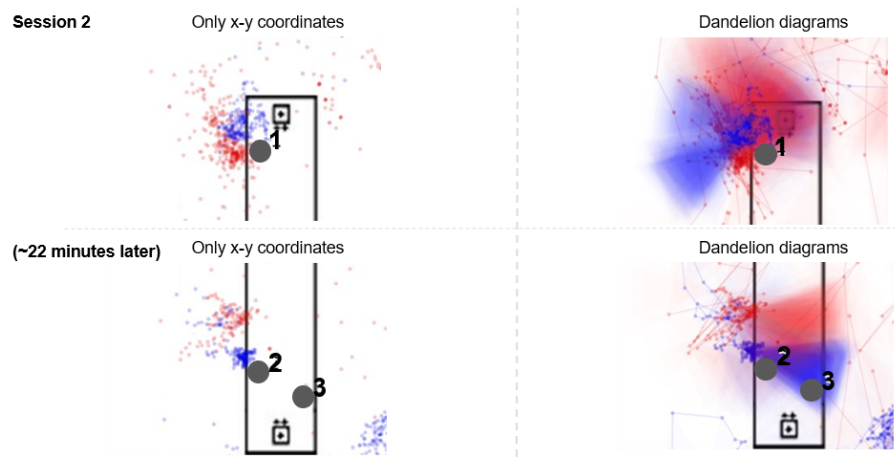 Session 2
Only x-y coordinates
Dandelion diagrams
1
1
(~22 minutes later)
Only x-y coordinates
Dandelion diagrams
2
3
2
3